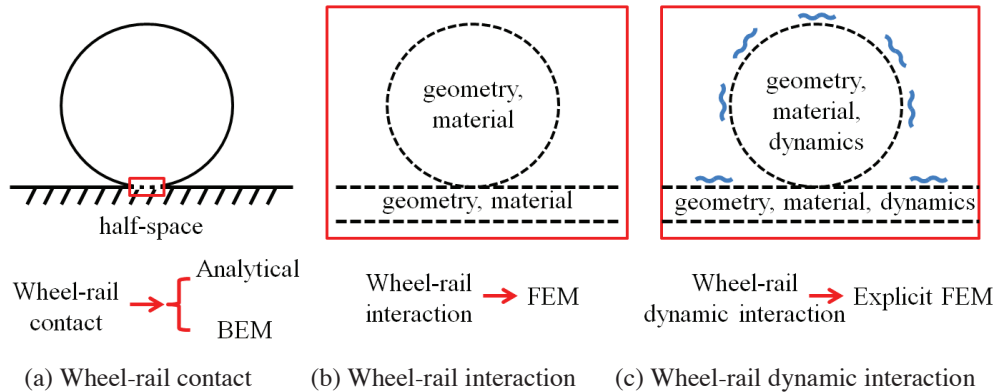 half-space
Wheel-rail
contact
Analytical
BEM
(a) Wheel-rail contact
geometry,
material
geometry, material
Wheel-rail
interaction
FEM
(b) Wheel-rail interaction
geometry,
material,
dynamics
geometry, material, dynamics
Wheel-rail
dynamic interaction
Explicit FEM
(c) Wheel-rail dynamic interaction